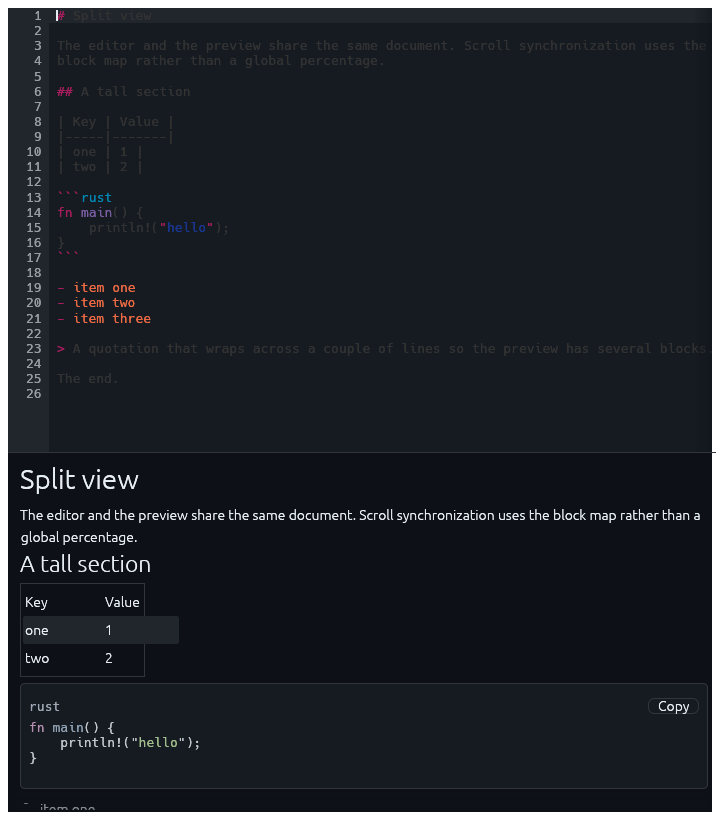 1 # Split view
2
3 The editor and the preview share the same document. Scroll synchronization uses the
4 block map rather than a global percentage.
5
6 ## A tall section
7
8 | Key | Value |
9 |-----|-------|
10 | one | 1 |
11 | two | 2 |
12
13 ```rust
14 fn main() {
15     println!("hello");
16 }
17 ```
18
19 - item one
20 - item two
21 - item three
22
23 > A quotation that wraps across a couple of lines so the preview has several blocks.
24
25 The end.
26
Split view
The editor and the preview share the same document. Scroll synchronization uses the block map rather than a
global percentage.
A tall section
Key Value
one 1
two 2
rust Copy
fn main() {
    println!("hello");
}
item one